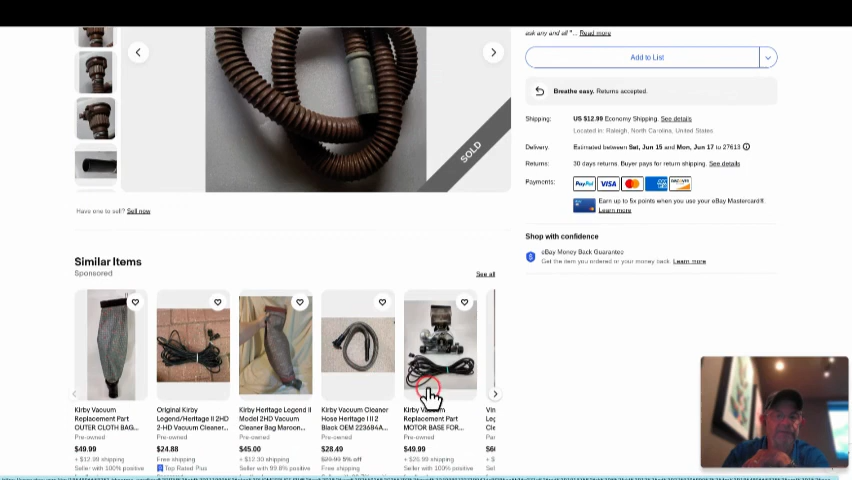 ask any and all "... Read more
Add to List
Breathe easy. Returns accepted.
SOLD
Shipping: US $12.99 Economy Shipping. See details
Located in: Raleigh, North Carolina, United States
Delivery: Estimated between Sat, Jun 15 and Mon, Jun 17 to 27613
Returns: 30 days returns. Buyer pays for return shipping. See details
Payments: PayPal VISA DISCOVER
Earn up to 5x points when you use your eBay Mastercard®.
Learn more
Have one to sell? Sell now
Shop with confidence
eBay Money Back Guarantee
Get the item you ordered or your money back. Learn more
Similar Items
Sponsored
See all
Kirby Vacuum
Replacement Part
OUTER CLOTH BAG...
Pre-owned
$49.99
+ $12.99 shipping
Seller with 100% positive
Original Kirby
Legend/Heritage II 2HD
2-HD Vacuum Cleaner...
Pre-owned
$24.88
Free shipping
Top Rated Plus
Kirby Heritage Legend II
Model 2HD Vacuum
Cleaner Bag Maroon...
Pre-owned
$45.00
+ $12.30 shipping
Seller with 99.8% positive
Kirby Vacuum Cleaner
Hose Heritage I II 2
Black OEM 223684A...
Pre-owned
$28.49
$29.99 5% off
Kirby Vacuum
Replacement Part
MOTOR BASE FOR...
Pre-owned
$49.99
Seller with 100% positive